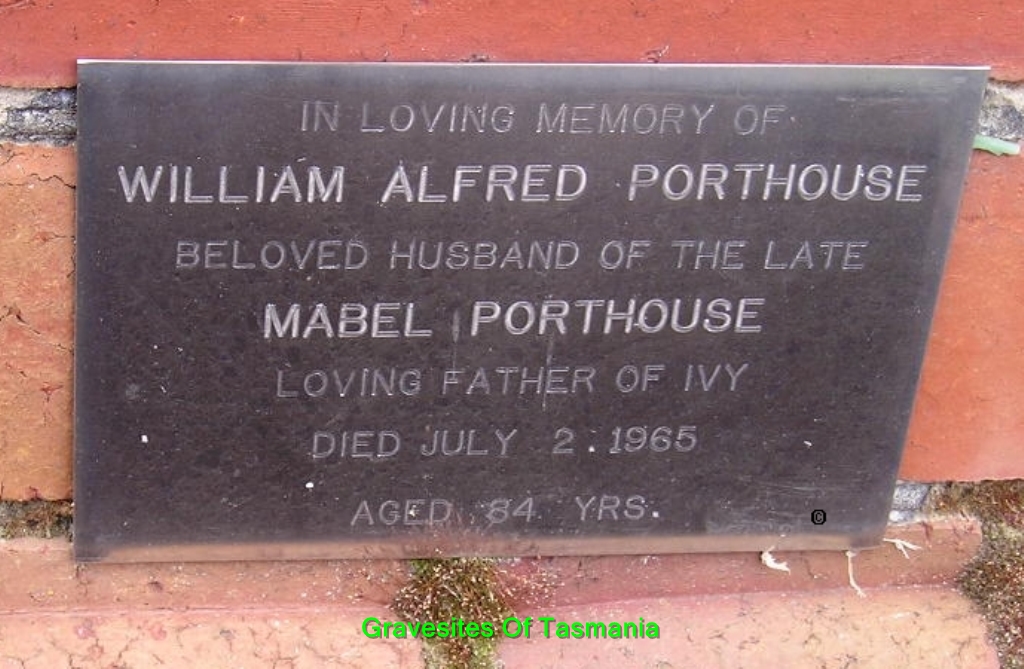 IN LOVING MEMORY OF
WILLIAM ALFRED PORTHOUSE
BELOVED HUSBAND OF THE LATE
MABEL PORTHOUSE
LOVING FATHER OF IVY
DIED JULY 2. 1965
AGED 84 YRS.
©
Gravesites Of Tasmania